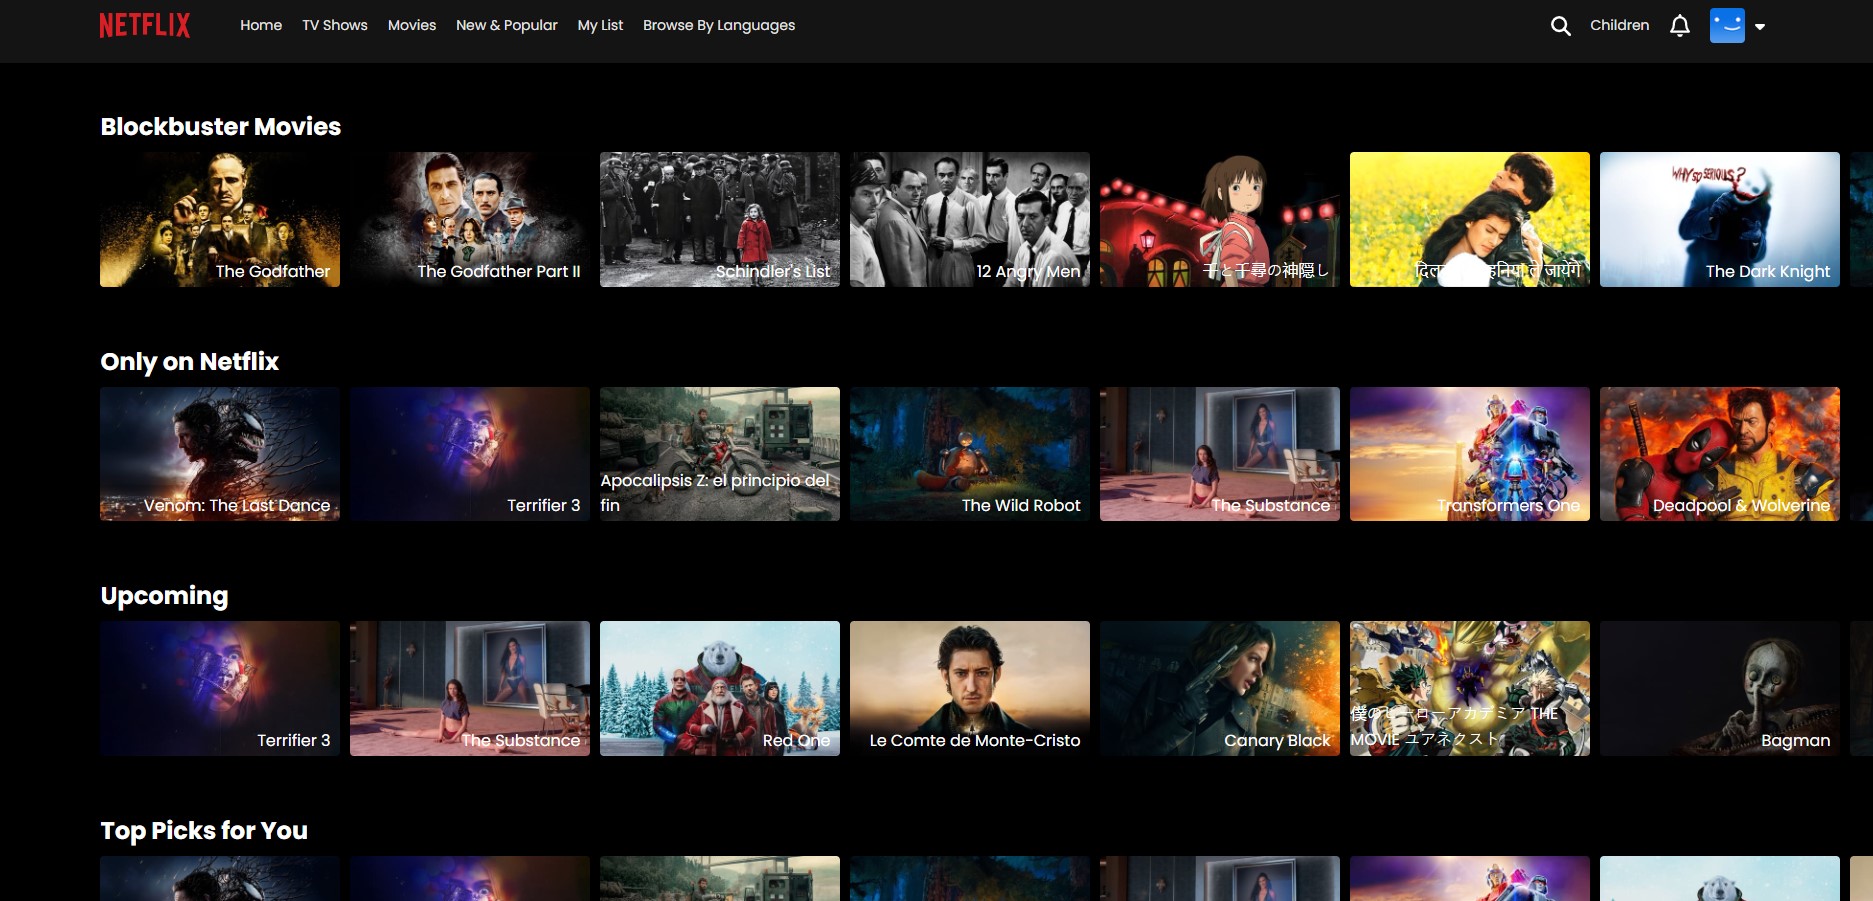 NETFLIX
Home
TV Shows
Movies
New & Popular
My List
Browse By Languages
Children
Blockbuster Movies
WHY SO SERIOUS?
The Godfather
The Godfather Part II
Schindler's List
12 Angry Men
千と千尋の神隠し
ले जायेंगे
The Dark Knight
Only on Netflix
Venom: The Last Dance
Terrifier 3
Apocalipsis Z: el principio del
fin
The Wild Robot
The Substance
Transformers One
Deadpool & Wolverine
Upcoming
Terrifier 3
The Substance
Red One
Le Comte de Monte-Cristo
Canary Black
僕のヒーローアカデミア THE
MOVIE ユアネクスト
Bagman
Top Picks for You